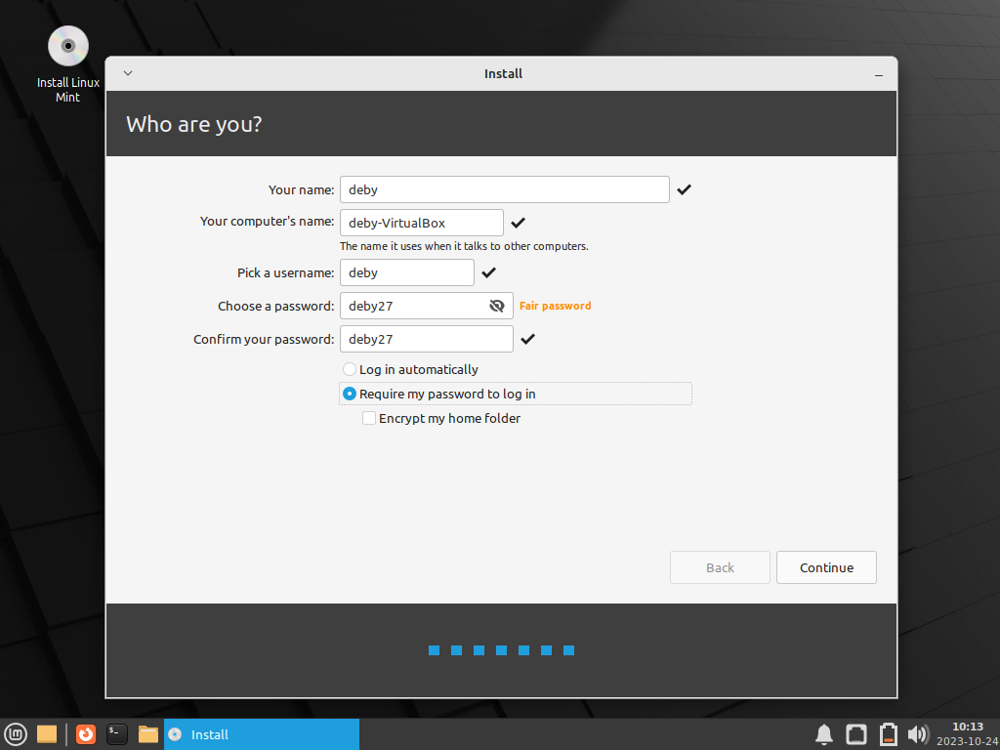 Install Linux
Mint
Install
Who are you?
Your name: deby
Your computer's name: deby-VirtualBox
The name it uses when it talks to other computers.
Pick a username: deby
Choose a password: deby27 Fair password
Confirm your password: deby27
Log in automatically
Require my password to log in
Encrypt my home folder
Back Continue
$_ Install 10:13
2023-10-24